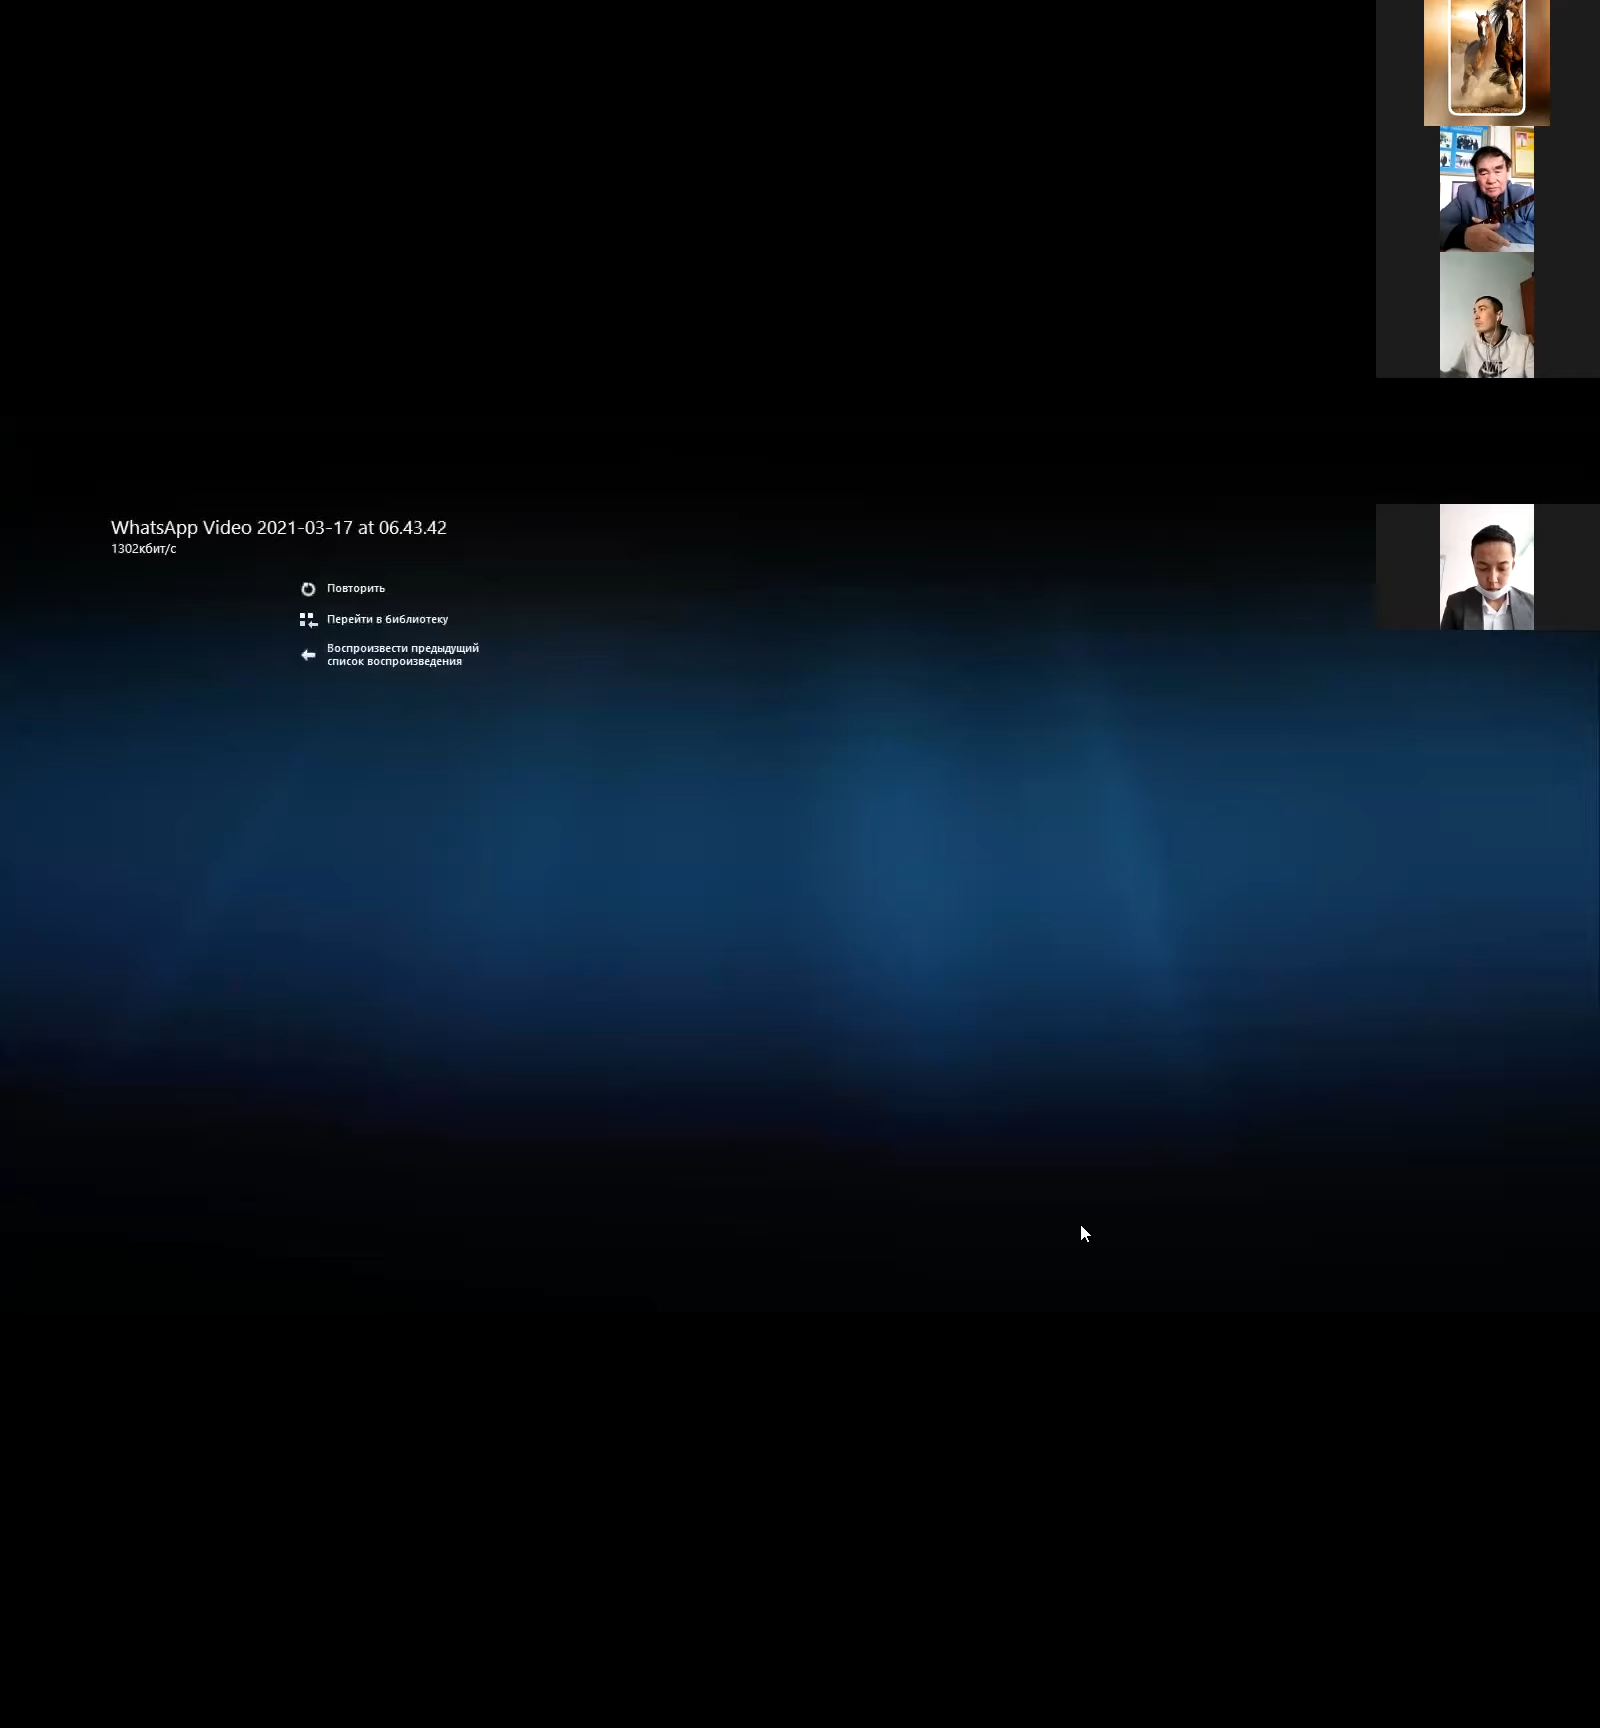 WhatsApp Video 2021-03-17 at 06.43.42
1302кбит/с
Повторить
Перейти в библиотеку
Воспроизвести предыдущий
список воспроизведения